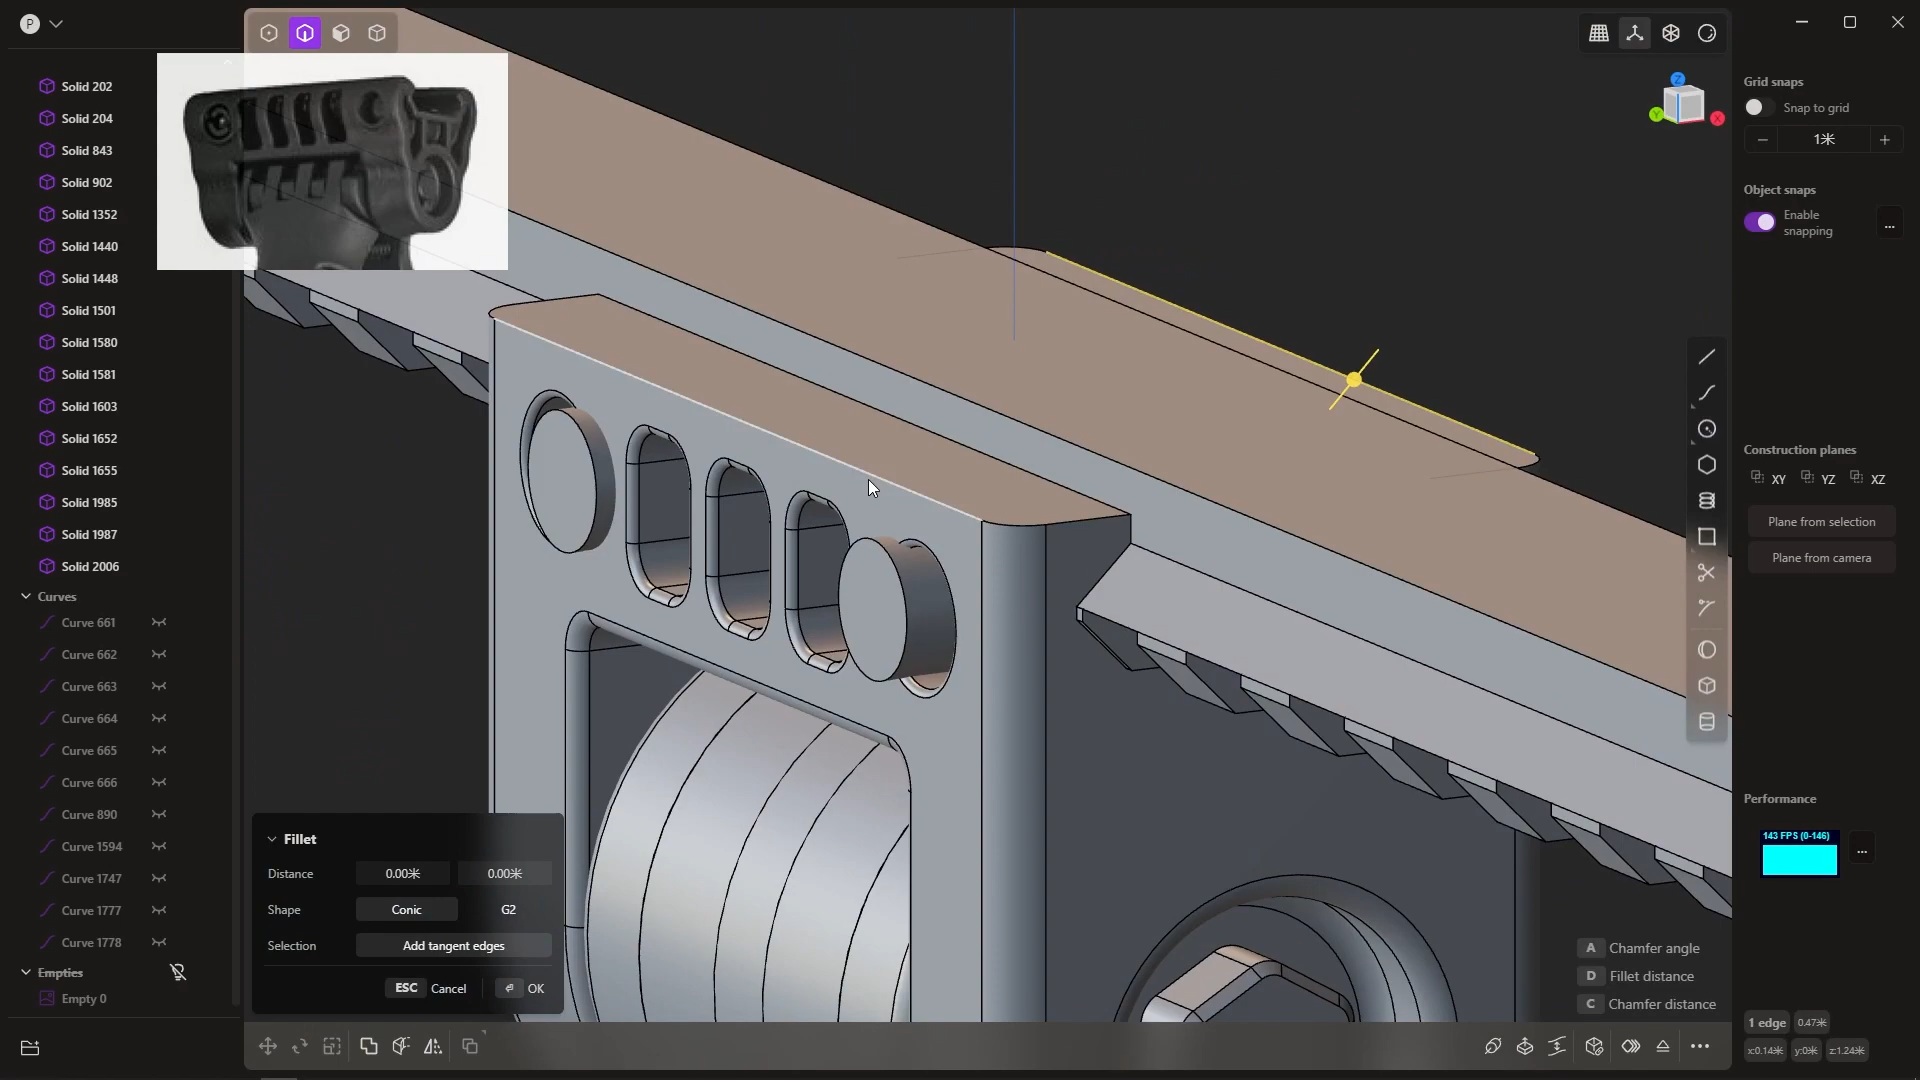 P
Solid 202
Solid 204
Solid 843
Solid 902
Solid 1352
Solid 1440
Solid 1448
Solid 1501
Solid 1580
Solid 1581
Solid 1603
Solid 1652
Solid 1655
Solid 1985
Solid 1987
Solid 2006
Curves
Curve 661
Curve 662
Curve 663
Curve 664
Curve 665
Curve 666
Curve 890
Curve 1594
Curve 1747
Curve 1777
Curve 1778
Empties
Empty 0
Fillet
Distance 0.00米 0.00米
Shape Conic G2
Selection Add tangent edges
ESC Cancel OK
Z
Y
X
A Chamfer angle
D Fillet distance
C Chamfer distance
Grid snaps
Snap to grid
1米
Object snaps
Enable
snapping
...
Construction planes
XY YZ XZ
Plane from selection
Plane from camera
Performance
143 FPS (0-146)
...
1 edge 0.47米
x:0.14米 y:0米 z:1.24米